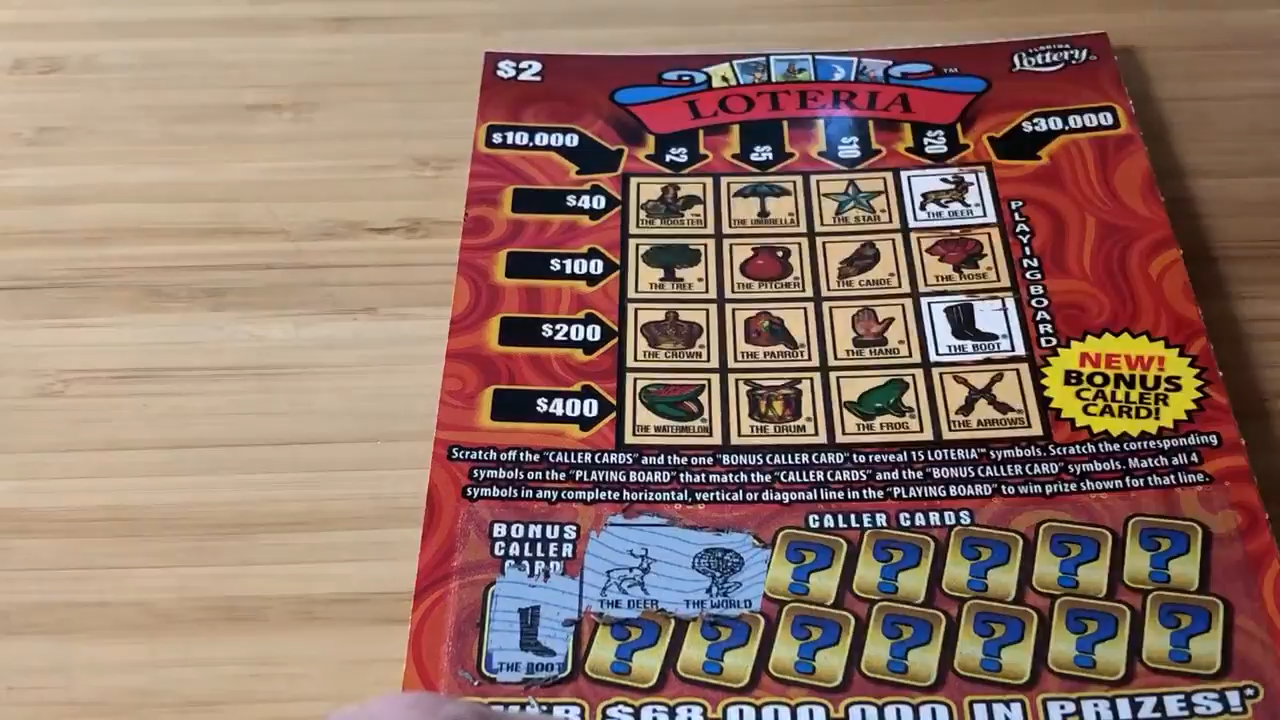 $2
FLORIDA
Lottery
LOTERIA™
$10,000
$2
$5
$10
$20
$30,000
$40
THE ROOSTER
THE UMBRELLA
THE STAR
THE DEER
$100
THE TREE
THE PITCHER
THE CANOE
THE ROSE
PLAYING BOARD
$200
THE CROWN
THE PARROT
THE HAND
THE BOOT
NEW!
BONUS
CALLER
CARD!
$400
THE WATERMELON
THE DRUM
THE FROG
THE ARROWS
Scratch off the "CALLER CARDS" and the one "BONUS CALLER CARD" to reveal 15 LOTERIA™ symbols. Scratch the corresponding
symbols on the "PLAYING BOARD" that match the "CALLER CARDS" and the "BONUS CALLER CARD" symbols. Match all 4
symbols in any complete horizontal, vertical or diagonal line in the "PLAYING BOARD" to win prize shown for that line.
BONUS
CALLER
CARD
CALLER CARDS
THE DEER
THE WORLD
? ? ? ? ?
THE BOOT
? ? ? ? ? ? ?
$68,000,000 IN PRIZES!*